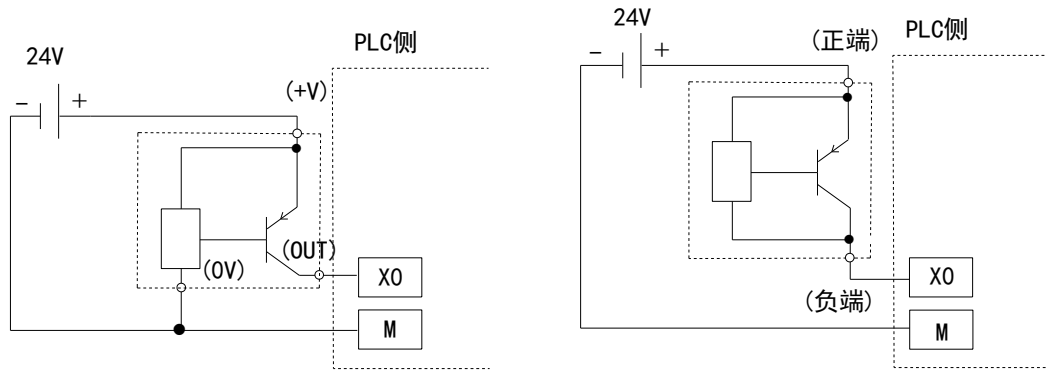 24V
PLC侧
- +
(+V)
(OUT)
(0V)
X0
M
24V
PLC侧
- +
(正端)
(负端)
X0
M